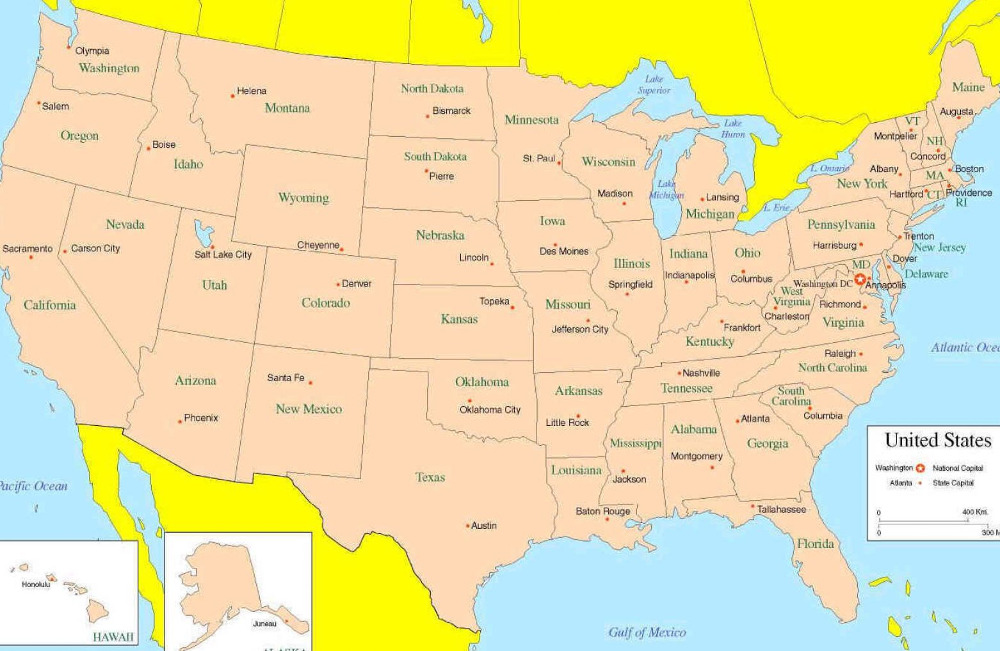 Olympia
Washington
Helena
Montana
North Dakota
Bismarck
Minnesota
Lake
Superior
Maine
Augusta
VT
Montpelier
NH
Concord
Salem
Oregon
Boise
Idaho
South Dakota
Pierre
St. Paul
Wisconsin
Madison
Lake
Huron
Lake
Michigan
Lansing
Michigan
L. Ontario
L. Erie
Albany
New York
MA
Boston
Hartford
CT
Providence
RI
Wyoming
Cheyenne
Nevada
Carson City
Sacramento
California
Salt Lake City
Utah
Nebraska
Lincoln
Iowa
Des Moines
Illinois
Springfield
Indiana
Indianapolis
Ohio
Columbus
Pennsylvania
Harrisburg
Trenton
New Jersey
Dover
Delaware
MD
Washington DC
Annapolis
Denver
Colorado
Topeka
Kansas
Missouri
Jefferson City
West
Virginia
Charleston
Richmond
Virginia
Frankfort
Kentucky
Atlantic
Raleigh
North Carolina
Nashville
Tennessee
South
Carolina
Columbia
Arizona
Phoenix
Santa Fe
New Mexico
Oklahoma
Oklahoma City
Arkansas
Little Rock
Mississippi
Jackson
Alabama
Montgomery
Atlanta
Georgia
Texas
Austin
Louisiana
Baton Rouge
Tallahassee
Florida
Pacific Ocean
Gulf of Mexico
Honolulu
HAWAII
Juneau
ALASKA
United States
Washington National Capital
Atlanta State Capital
0 400 Km.
0 300 M